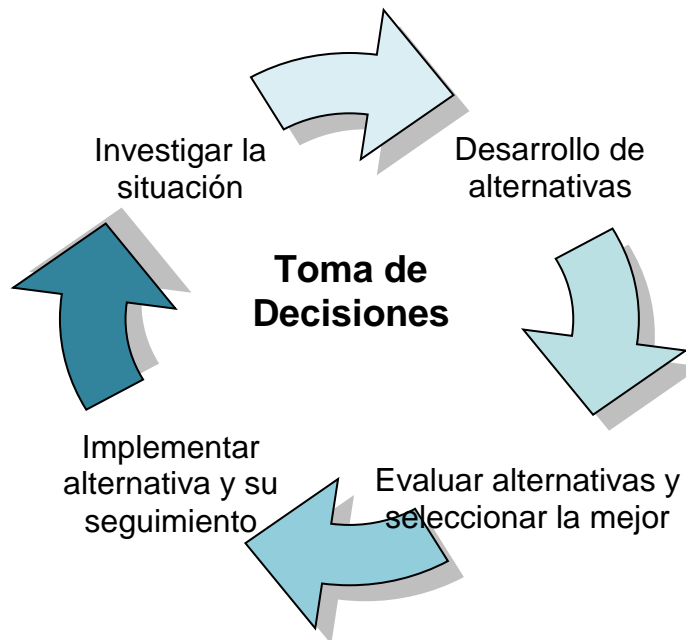 Investigar la
situación
Desarrollo de
alternativas
Toma de
Decisiones
Evaluar alternativas y
seleccionar la mejor
Implementar
alternativa y su
seguimiento